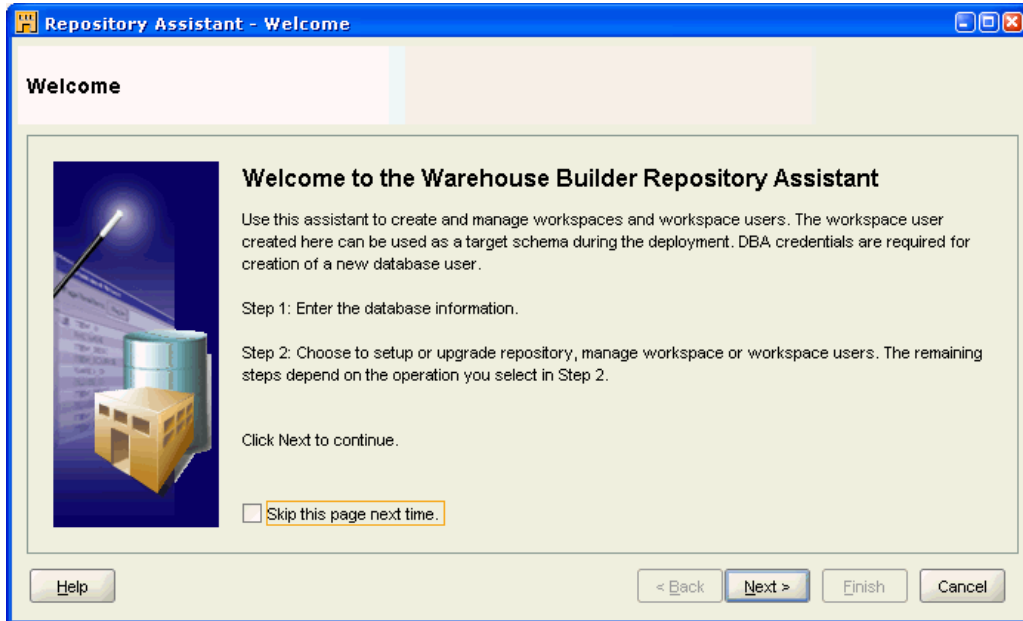 Repository Assistant - Welcome
Welcome
Welcome to the Warehouse Builder Repository Assistant
Use this assistant to create and manage workspaces and workspace users. The workspace user
created here can be used as a target schema during the deployment. DBA credentials are required for
creation of a new database user.
Step 1: Enter the database information.
Step 2: Choose to setup or upgrade repository, manage workspace or workspace users. The remaining
steps depend on the operation you select in Step 2.
Click Next to continue.
Skip this page next time.
Help
< Back
Next >
Finish
Cancel